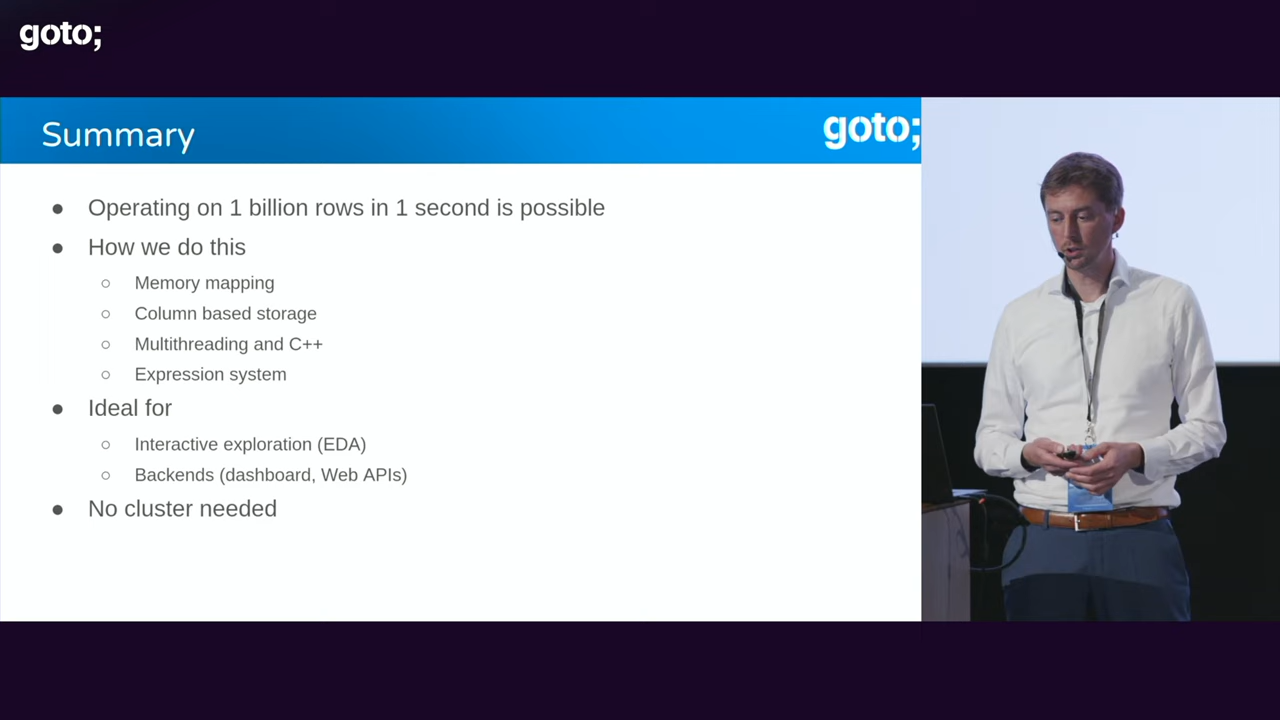 goto;
Summary
goto;
● Operating on 1 billion rows in 1 second is possible
● How we do this
○ Memory mapping
○ Column based storage
○ Multithreading and C++
○ Expression system
● Ideal for
○ Interactive exploration (EDA)
○ Backends (dashboard, Web APIs)
● No cluster needed